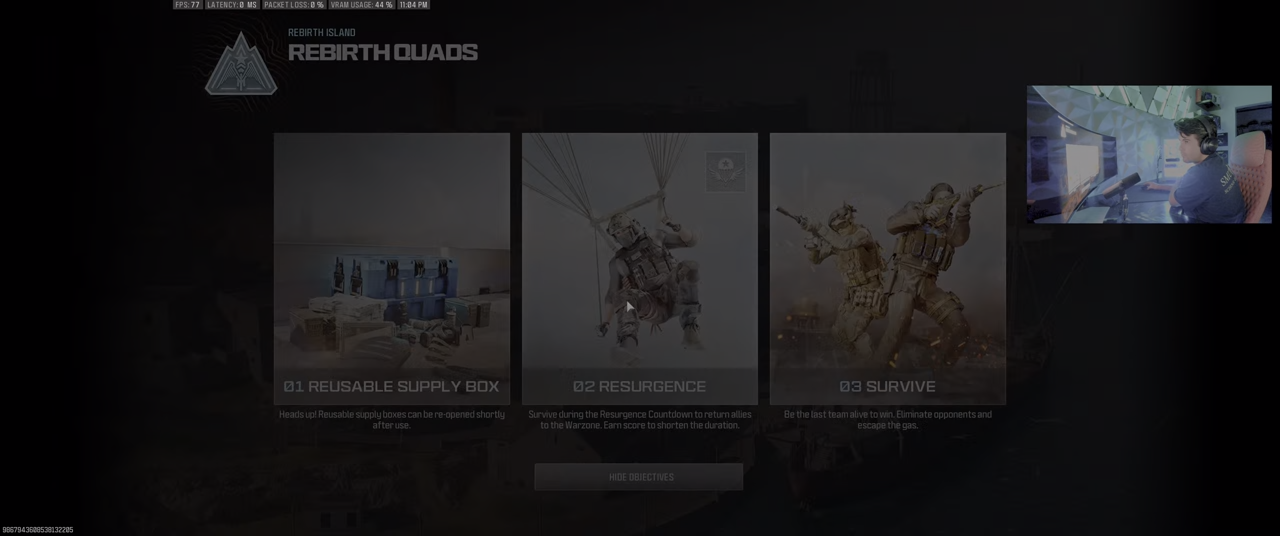 FPS: 77 LATENCY: 0 MS PACKET LOSS: 0 % VRAM USAGE: 44 % 11:04 PM
REBIRTH ISLAND
REBIRTH QUADS
01 REUSABLE SUPPLY BOX
Heads up! Reusable supply boxes can be re-opened shortly
after use.
02 RESURGENCE
Survive during the Resurgence Countdown to return allies
to the Warzone. Earn score to shorten the duration.
03 SURVIVE
Be the last team alive to win. Eliminate opponents and
escape the gas.
HIDE OBJECTIVES
9867943608538132205